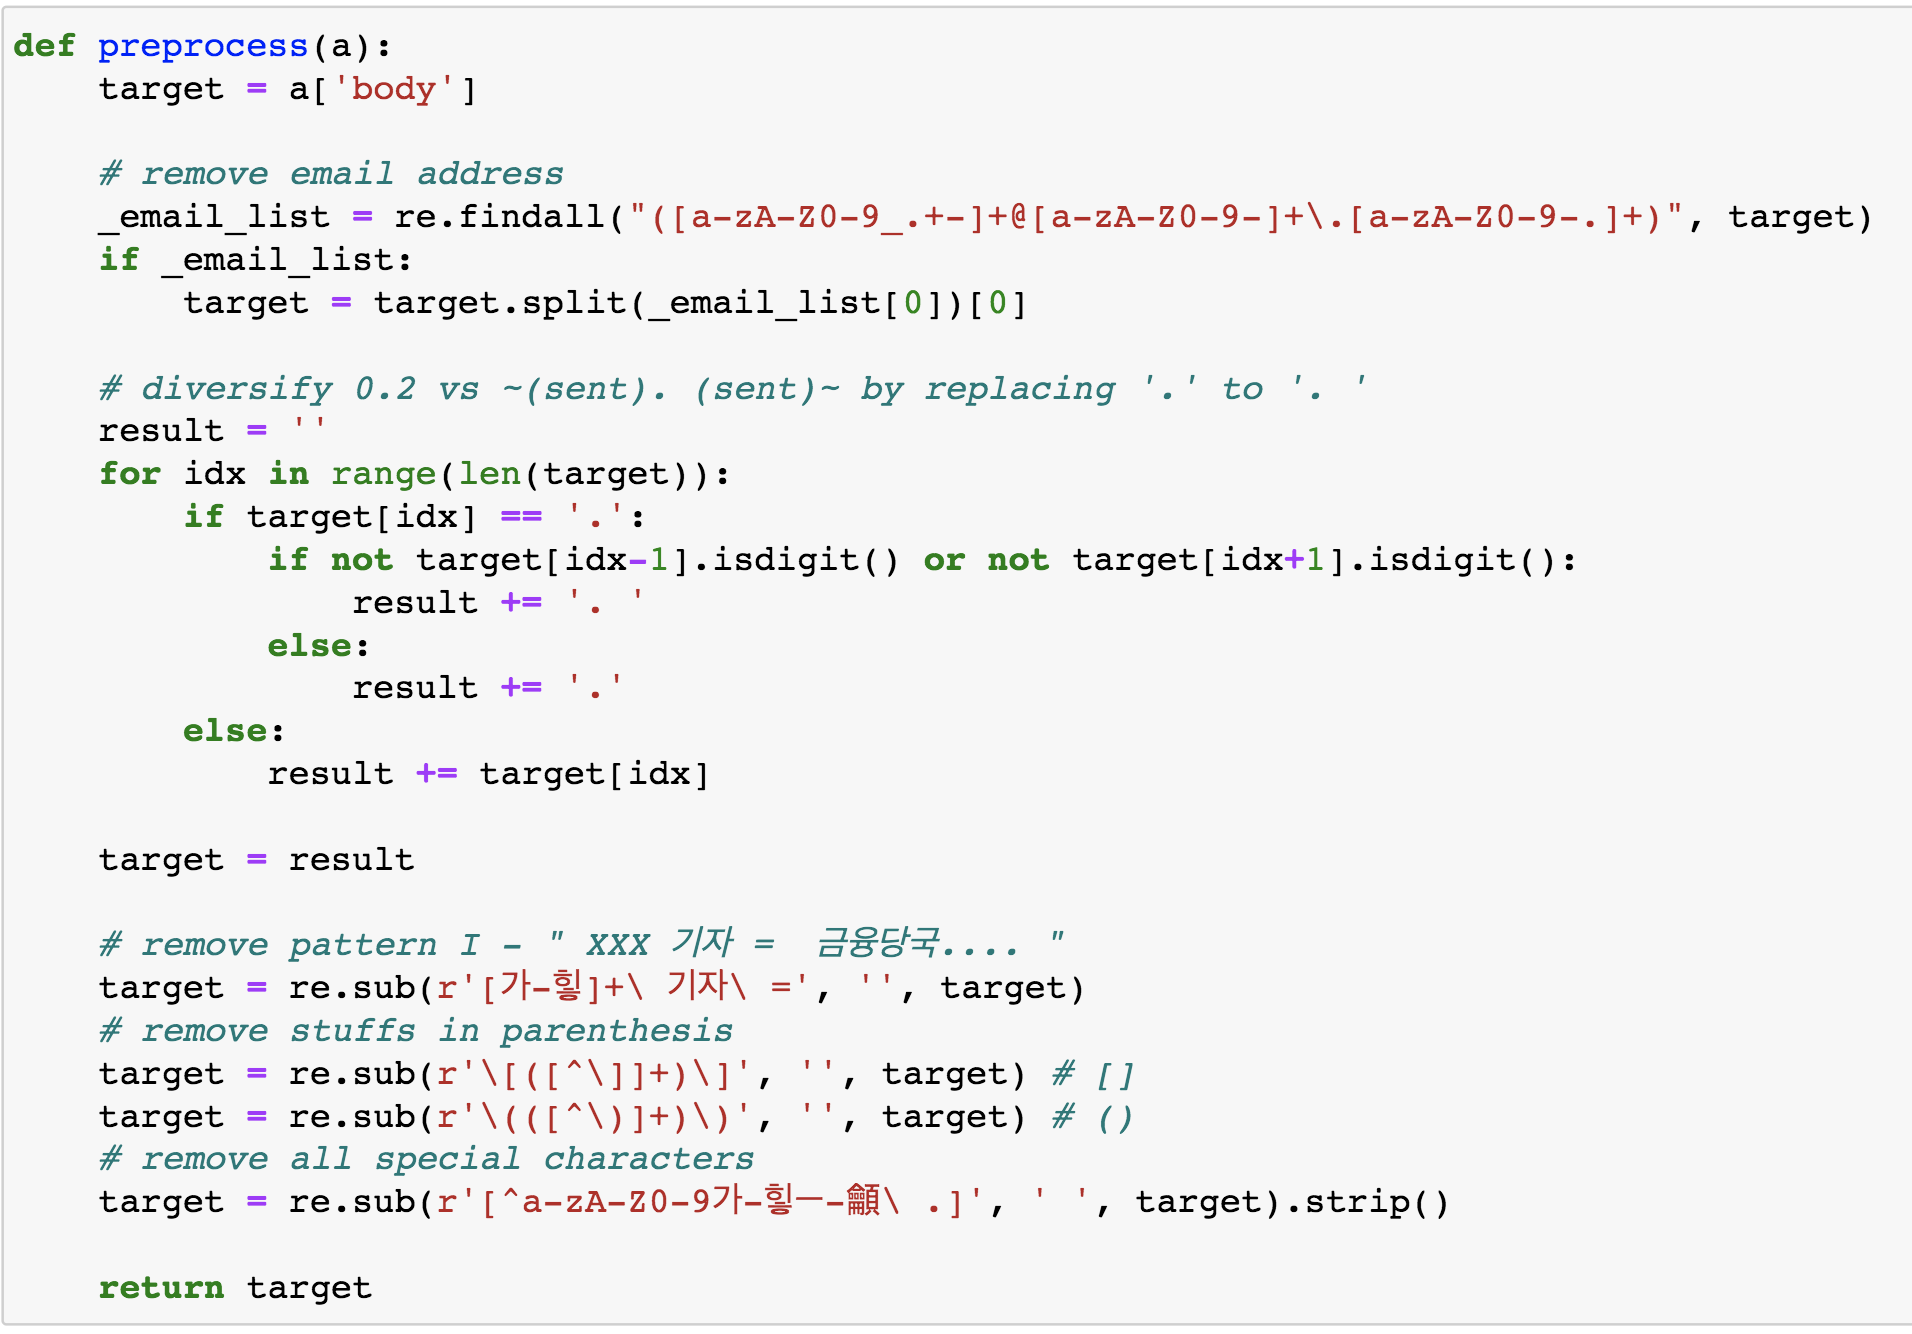 def preprocess(a):
    target = a['body']

    # remove email address
    _email_list = re.findall("([a-zA-Z0-9_.+-]+@[a-zA-Z0-9-]+\.[a-zA-Z0-9-.]+)", target)
    if _email_list:
        target = target.split(_email_list[0])[0]

    # diversify 0.2 vs ~(sent). (sent)~ by replacing '.' to '. '
    result = ''
    for idx in range(len(target)):
        if target[idx] == '.':
            if not target[idx-1].isdigit() or not target[idx+1].isdigit():
                result += '. '
            else:
                result += '.'
        else:
            result += target[idx]

    target = result

    # remove pattern I - " XXX 기자 =  금융당국.... "
    target = re.sub(r'[가-힣]+\ 기자\ =', '', target)
    # remove stuffs in parenthesis
    target = re.sub(r'\[([^\]]+)\]', '', target) # []
    target = re.sub(r'\(([^\)]+)\)', '', target) # ()
    # remove all special characters
    target = re.sub(r'[^a-zA-Z0-9가-힣一-龥\ .]', ' ', target).strip()

    return target